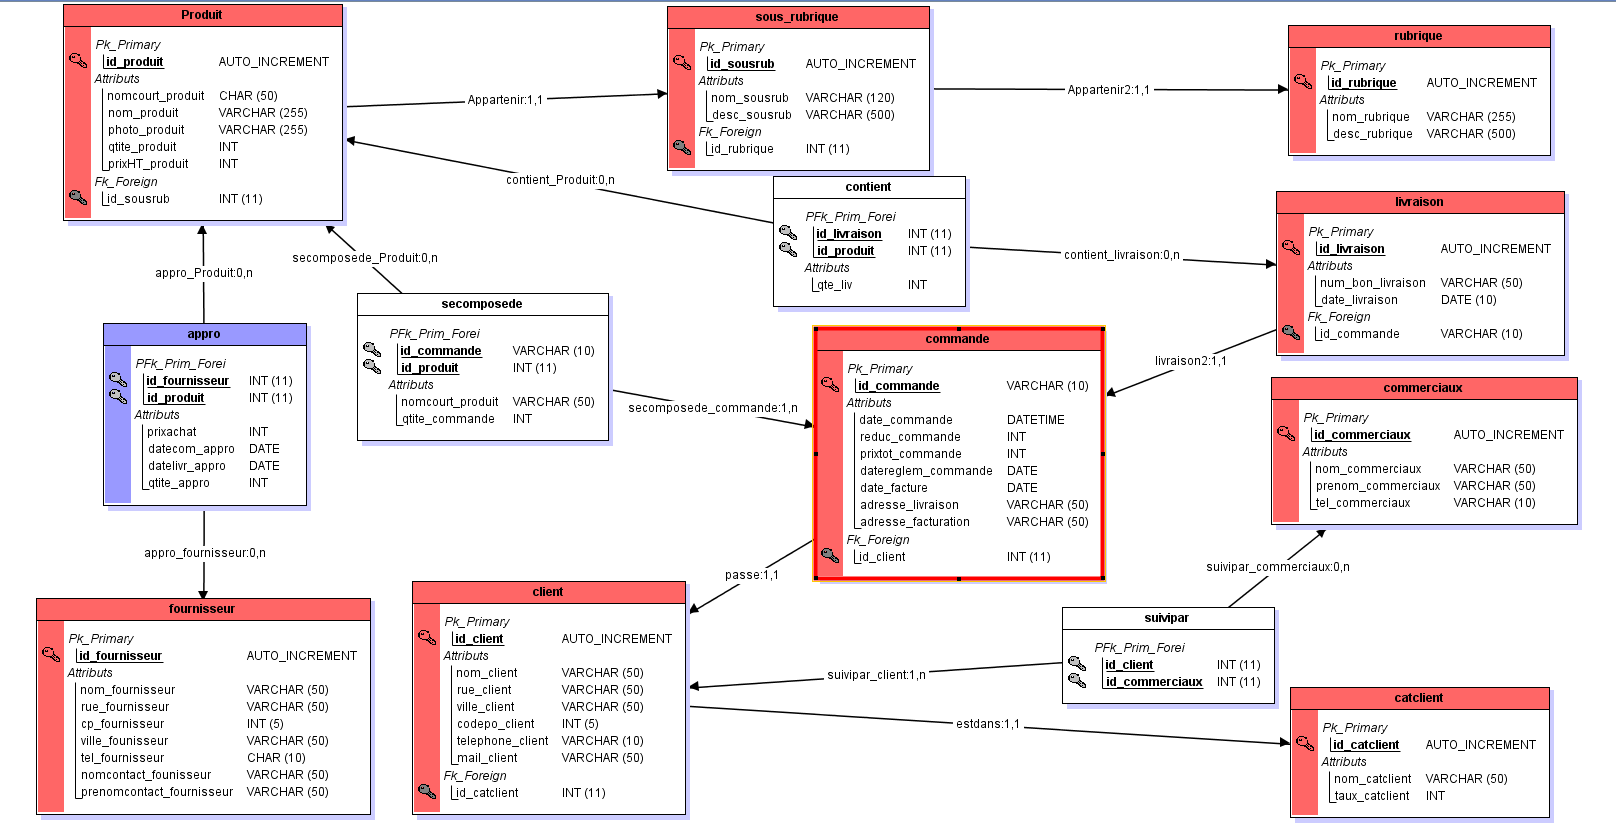 Produit
Pk_Primary
id_produit AUTO_INCREMENT
Attributs
nomcourt_produit CHAR (50)
nom_produit VARCHAR (255)
photo_produit VARCHAR (255)
qtite_produit INT
prixHT_produit INT
Fk_Foreign
id_sousrub INT (11)
Appartenir:1,1
sous_rubrique
Pk_Primary
id_sousrub AUTO_INCREMENT
Attributs
nom_sousrub VARCHAR (120)
desc_sousrub VARCHAR (500)
Fk_Foreign
id_rubrique INT (11)
Appartenir2:1,1
rubrique
Pk_Primary
id_rubrique AUTO_INCREMENT
Attributs
nom_rubrique VARCHAR (255)
desc_rubrique VARCHAR (500)
contient_Produit:0,n
contient
PFk_Prim_Forei
id_livraison INT (11)
id_produit INT (11)
Attributs
qte_liv INT
contient_livraison:0,n
livraison
Pk_Primary
id_livraison AUTO_INCREMENT
Attributs
num_bon_livraison VARCHAR (50)
date_livraison DATE (10)
Fk_Foreign
id_commande VARCHAR (10)
appro_Produit:0,n
secomposede_Produit:0,n
secomposede
PFk_Prim_Forei
id_commande VARCHAR (10)
id_produit INT (11)
Attributs
nomcourt_produit VARCHAR (50)
qtite_commande INT
secomposede_commande:1,n
appro
PFk_Prim_Forei
id_fournisseur INT (11)
id_produit INT (11)
Attributs
prixachat INT
datecom_appro DATE
datelivr_appro DATE
qtite_appro INT
commande
Pk_Primary
id_commande VARCHAR (10)
Attributs
date_commande DATETIME
reduc_commande INT
prixtot_commande INT
datereglem_commande DATE
date_facture DATE
adresse_livraison VARCHAR (50)
adresse_facturation VARCHAR (50)
Fk_Foreign
id_client INT (11)
livraison2:1,1
commerciaux
Pk_Primary
id_commerciaux AUTO_INCREMENT
Attributs
nom_commerciaux VARCHAR (50)
prenom_commerciaux VARCHAR (50)
tel_commerciaux VARCHAR (10)
appro_fournisseur:0,n
passe:1,1
suivipar_commerciaux:0,n
fournisseur
Pk_Primary
id_fournisseur AUTO_INCREMENT
Attributs
nom_fournisseur VARCHAR (50)
rue_fournisseur VARCHAR (50)
cp_fournisseur INT (5)
ville_founisseur VARCHAR (50)
tel_fournisseur CHAR (10)
nomcontact_founisseur VARCHAR (50)
prenomcontact_fournisseur VARCHAR (50)
client
Pk_Primary
id_client AUTO_INCREMENT
Attributs
nom_client VARCHAR (50)
rue_client VARCHAR (50)
ville_client VARCHAR (50)
codepo_client INT (5)
telephone_client VARCHAR (10)
mail_client VARCHAR (50)
Fk_Foreign
id_catclient INT (11)
suivipar_client:1,n
suivipar
PFk_Prim_Forei
id_client INT (11)
id_commerciaux INT (11)
estdans:1,1
catclient
Pk_Primary
id_catclient AUTO_INCREMENT
Attributs
nom_catclient VARCHAR (50)
taux_catclient INT